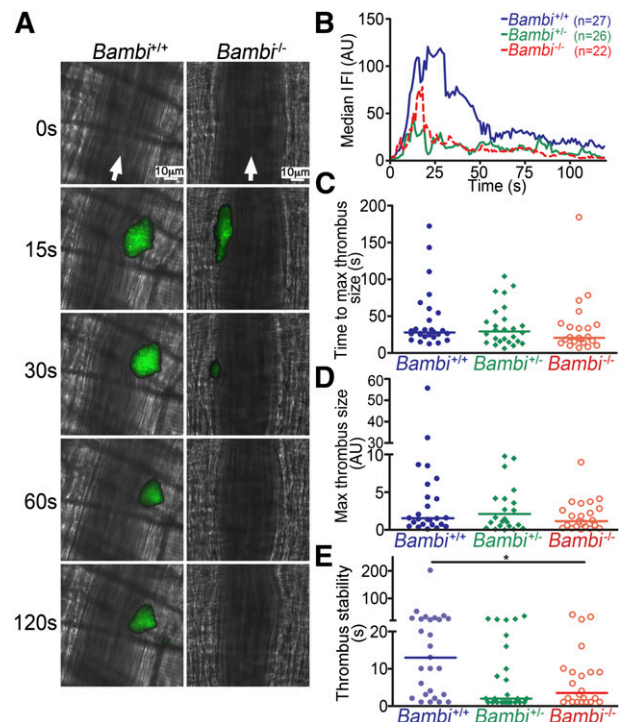 A
Bambi+/+
Bambi-/-
0s
10μm
10μm
15s
30s
60s
120s
B
Bambi+/+ (n=27)
Bambi+/- (n=26)
Bambi-/- (n=22)
Median IFI (AU)
150
100
50
0
0 25 50 75 100
Time (s)
C
Time to max thrombus size (s)
200
150
100
50
0
Bambi+/+ Bambi+/- Bambi-/-
D
Max thrombus size (AU)
60
50
40
30
10
5
0
Bambi+/+ Bambi+/- Bambi-/-
E
*
Thrombus stability (s)
200
100
20
10
0
Bambi+/+ Bambi+/- Bambi-/-